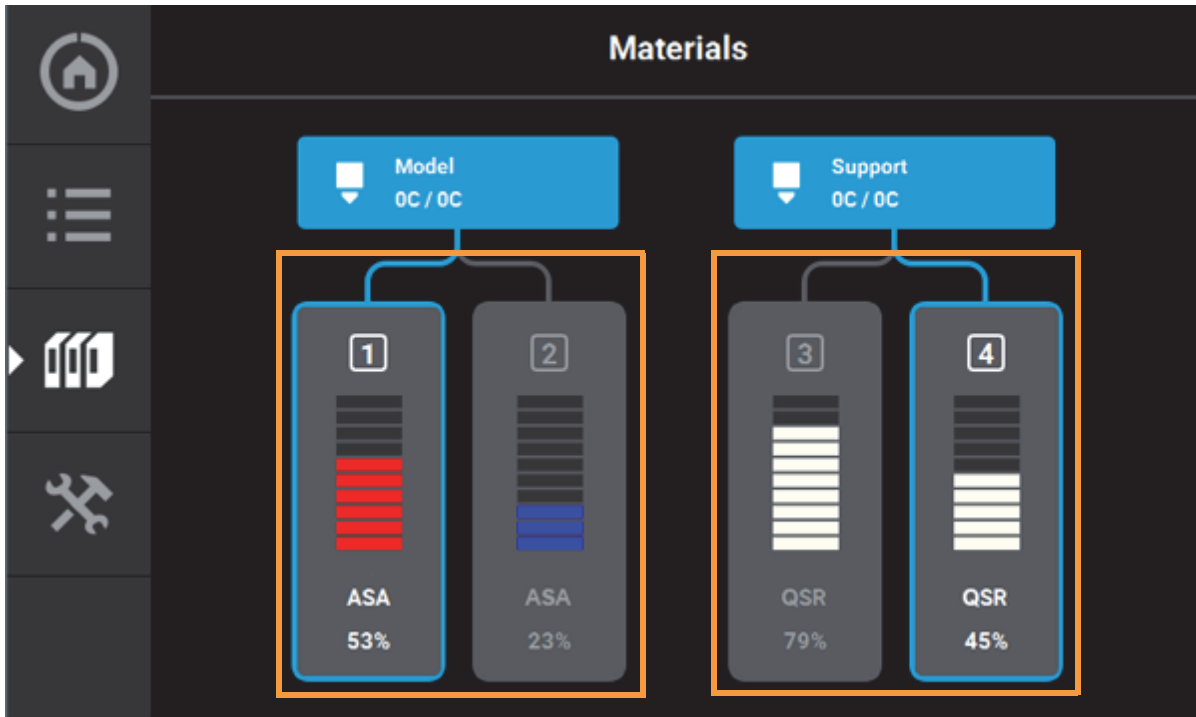 Materials
Model
0C / 0C
Support
0C / 0C
1
2
3
4
ASA
53%
ASA
23%
QSR
79%
QSR
45%